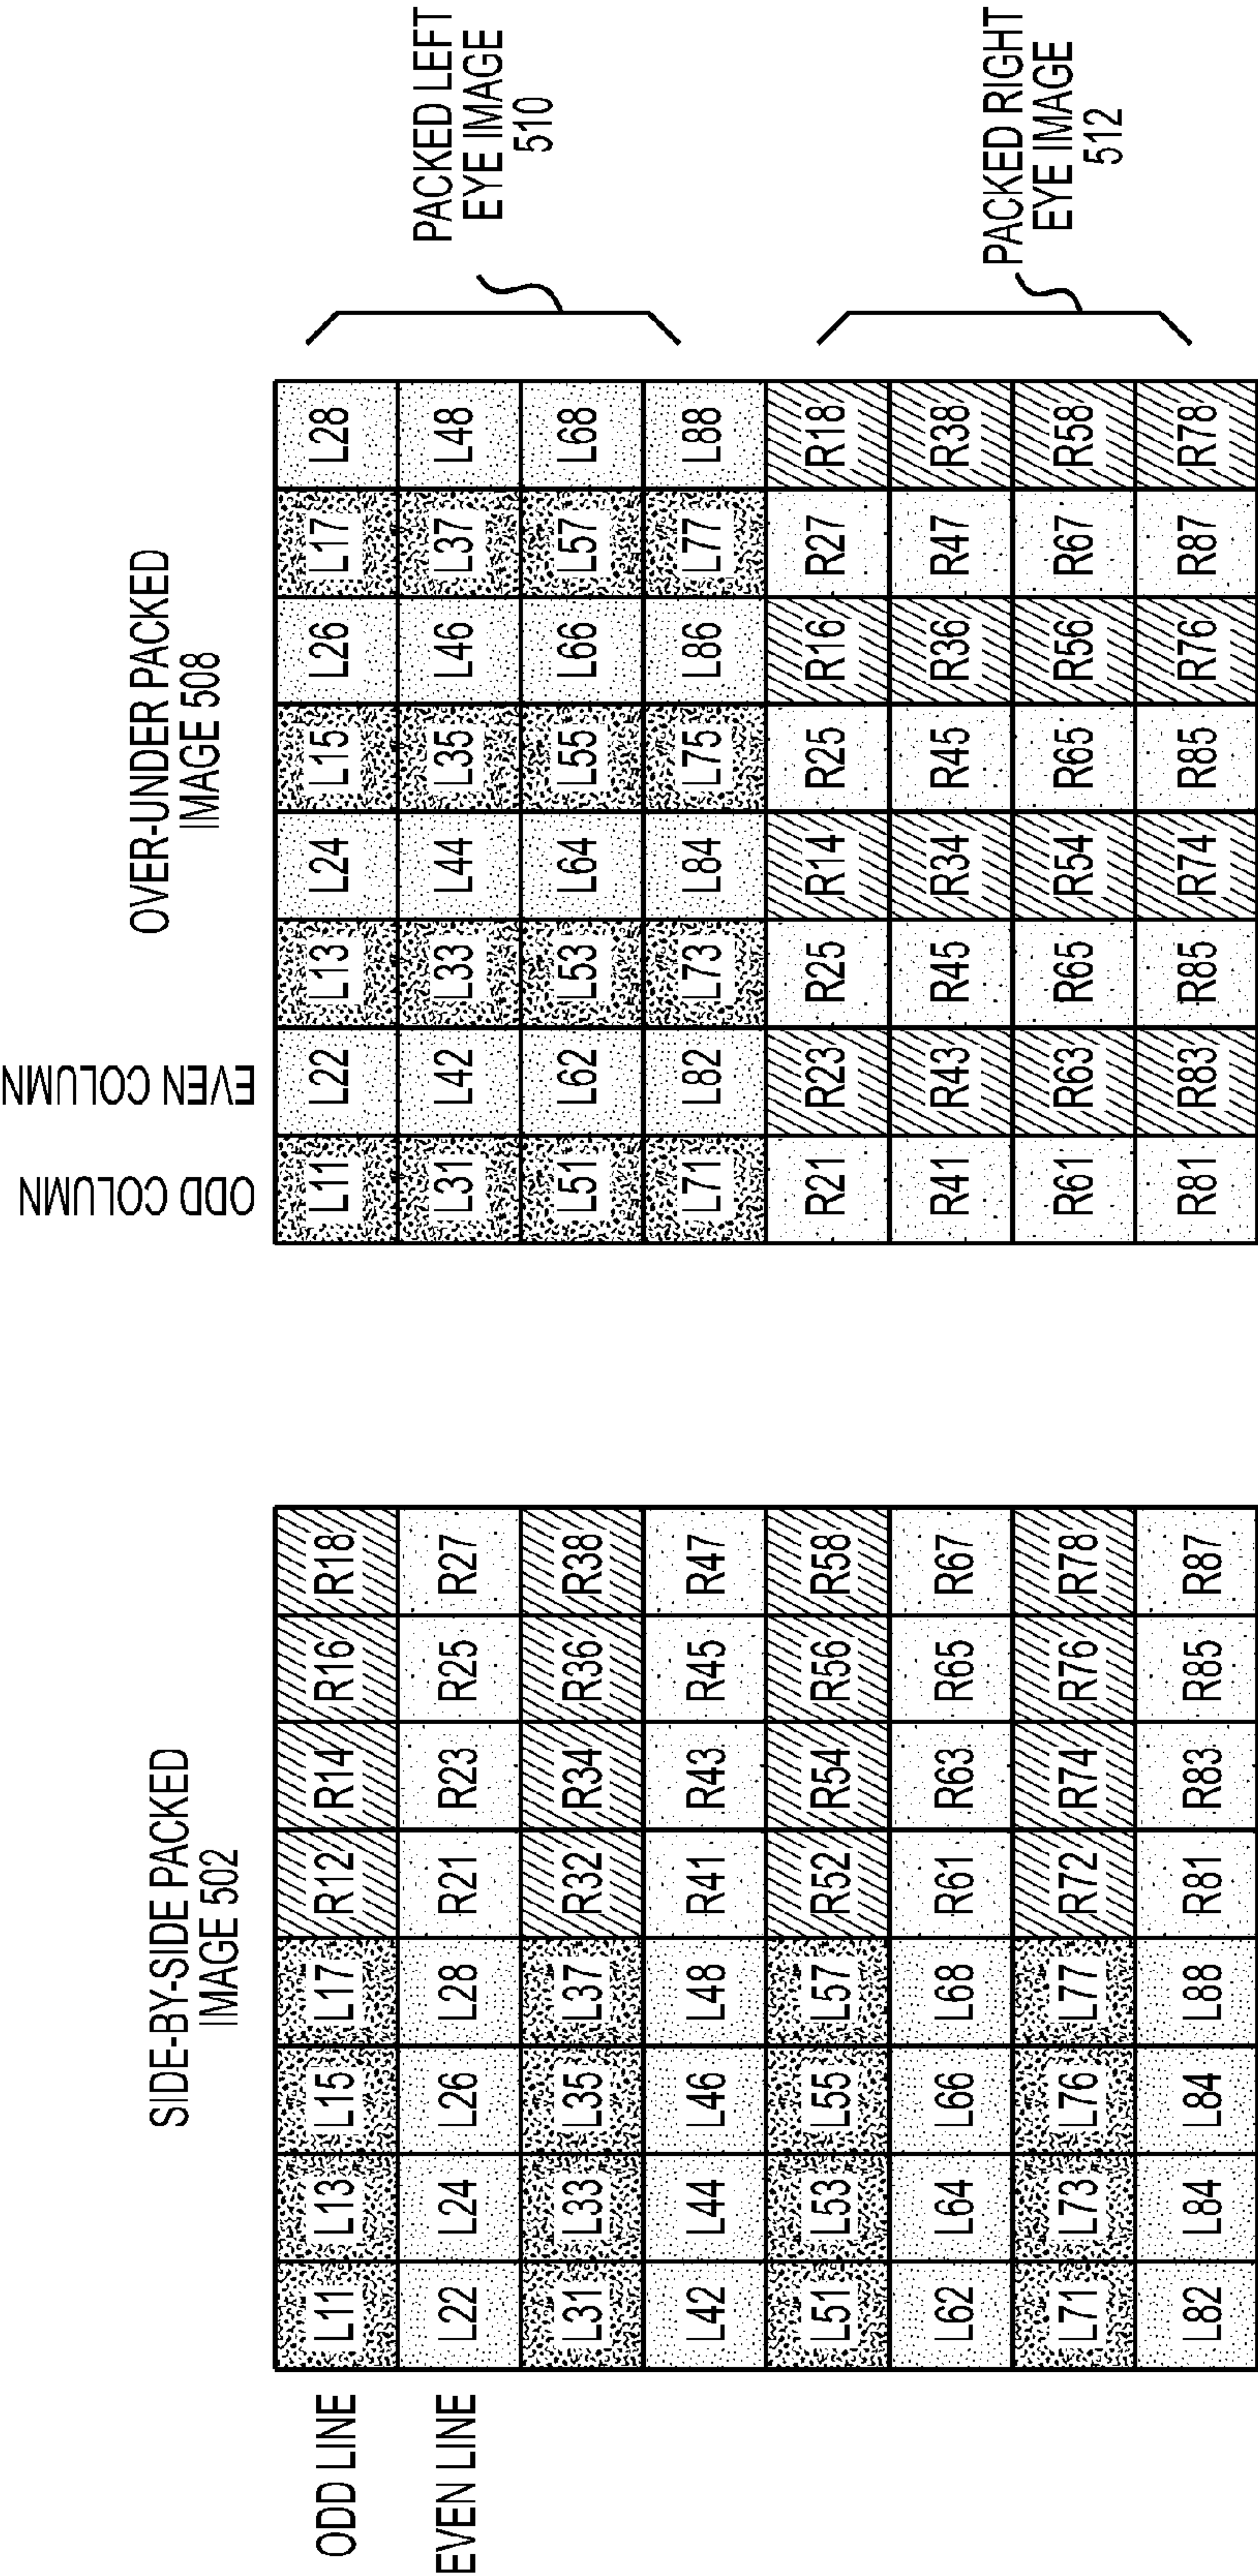 SIDE-BY-SIDE PACKED
IMAGE 502
ODD LINE
EVEN LINE
L11 L13 L15 L17 R12 R14 R16 R18
L22 L24 L26 L28 R21 R23 R25 R27
L31 L33 L35 L37 R32 R34 R36 R38
L42 L44 L46 L48 R41 R43 R45 R47
L51 L53 L55 L57 R52 R54 R56 R58
L62 L64 L66 L68 R61 R63 R65 R67
L71 L73 L76 L77 R72 R74 R76 R78
L82 L84 L84 L88 R81 R83 R85 R87
OVER-UNDER PACKED
IMAGE 508
ODD COLUMN
EVEN COLUMN
L11 L22 L13 L24 L15 L26 L17 L28
L31 L42 L33 L44 L35 L46 L37 L48
L51 L62 L53 L64 L55 L66 L57 L68
L71 L82 L73 L84 L75 L86 L77 L88
R21 R23 R25 R14 R25 R16 R27 R18
R41 R43 R45 R34 R45 R36 R47 R38
R61 R63 R65 R54 R65 R56 R67 R58
R81 R83 R85 R74 R85 R76 R87 R78
PACKED LEFT
EYE IMAGE
510
PACKED RIGHT
EYE IMAGE
512